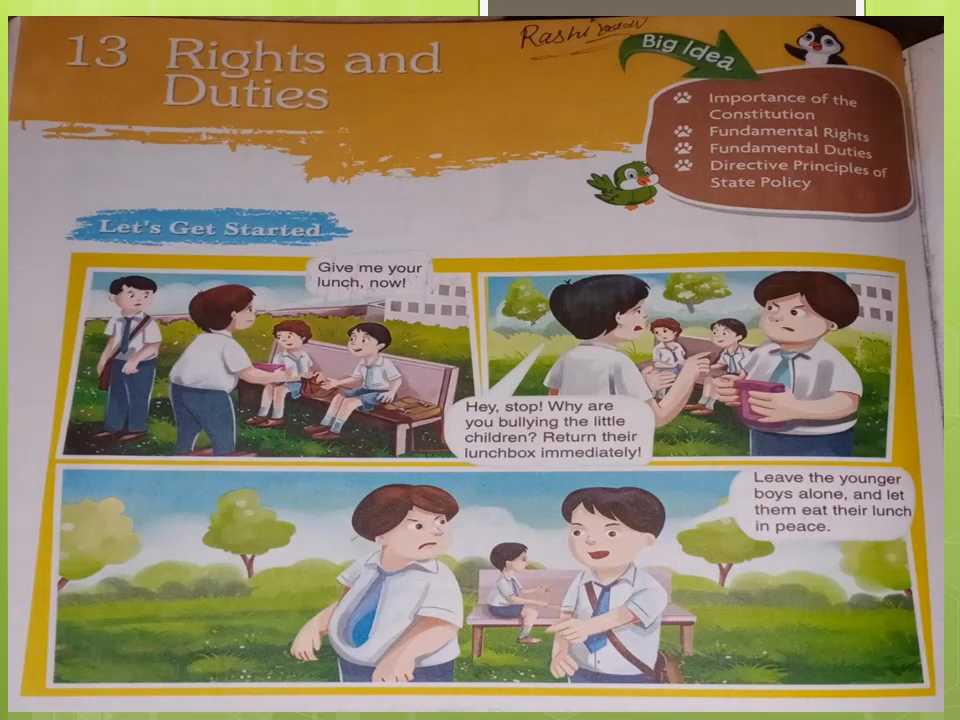 13 Rights and
Duties
Rashi
Big Idea
Importance of the
Constitution
Fundamental Rights
Fundamental Duties
Directive Principles of
State Policy
Let's Get Started
Give me your
lunch, now!
Hey, stop! Why are
you bullying the little
children? Return their
lunchbox immediately!
Leave the younger
boys alone, and let
them eat their lunch
in peace.